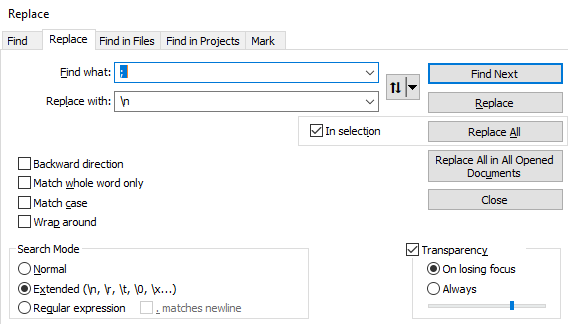 Replace
Find Replace Find in Files Find in Projects Mark
Find what: ;
Find Next
Replace with: \n
Replace
In selection
Replace All
Backward direction
Replace All in All Opened Documents
Match whole word only
Match case
Close
Wrap around
Search Mode
Transparency
Normal
On losing focus
Extended (\n, \r, \t, \0, \x...)
Always
Regular expression . matches newline